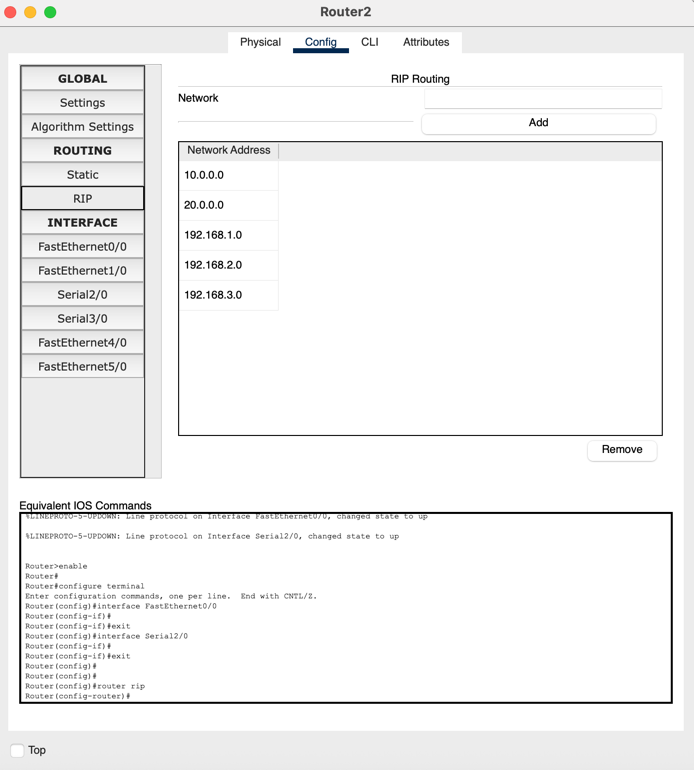 Router2
Physical Config CLI Attributes
GLOBAL
Settings
Algorithm Settings
ROUTING
Static
RIP
INTERFACE
FastEthernet0/0
FastEthernet1/0
Serial2/0
Serial3/0
FastEthernet4/0
FastEthernet5/0
RIP Routing
Network
Add
Network Address
10.0.0.0
20.0.0.0
192.168.1.0
192.168.2.0
192.168.3.0
Remove
Equivalent IOS Commands
%LINEPROTO-5-UPDOWN: Line protocol on Interface FastEthernet0/0, changed state to up
%LINEPROTO-5-UPDOWN: Line protocol on Interface Serial2/0, changed state to up
Router>enable
Router#
Router#configure terminal
Enter configuration commands, one per line.  End with CNTL/Z.
Router(config)#interface FastEthernet0/0
Router(config-if)#
Router(config-if)#exit
Router(config)#interface Serial2/0
Router(config-if)#
Router(config-if)#exit
Router(config)#
Router(config)#
Router(config)#router rip
Router(config-router)#
Top